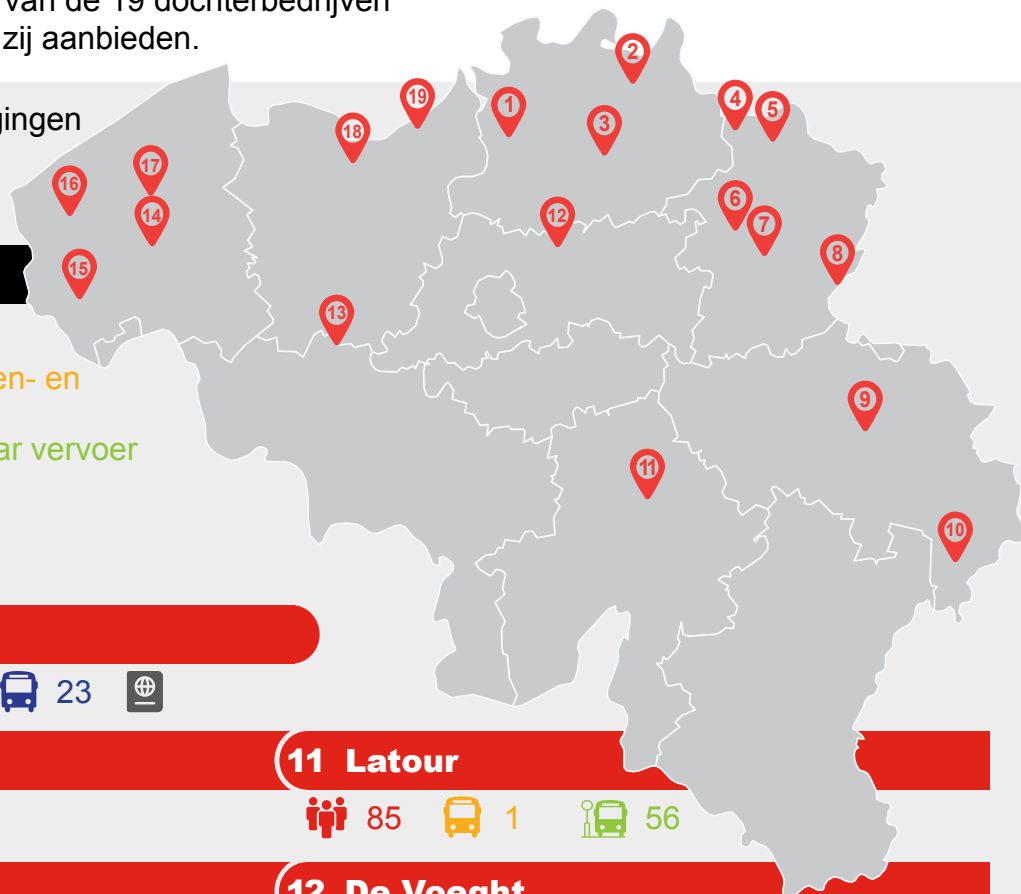 van de 19 dochterbedrijven
zij aanbieden.
gingen
en- en
ar vervoer
1
2
3
4
5
6
7
8
9
10
11
12
13
14
15
16
17
18
19
23
11 Latour
85 1 56
12 De Voeght